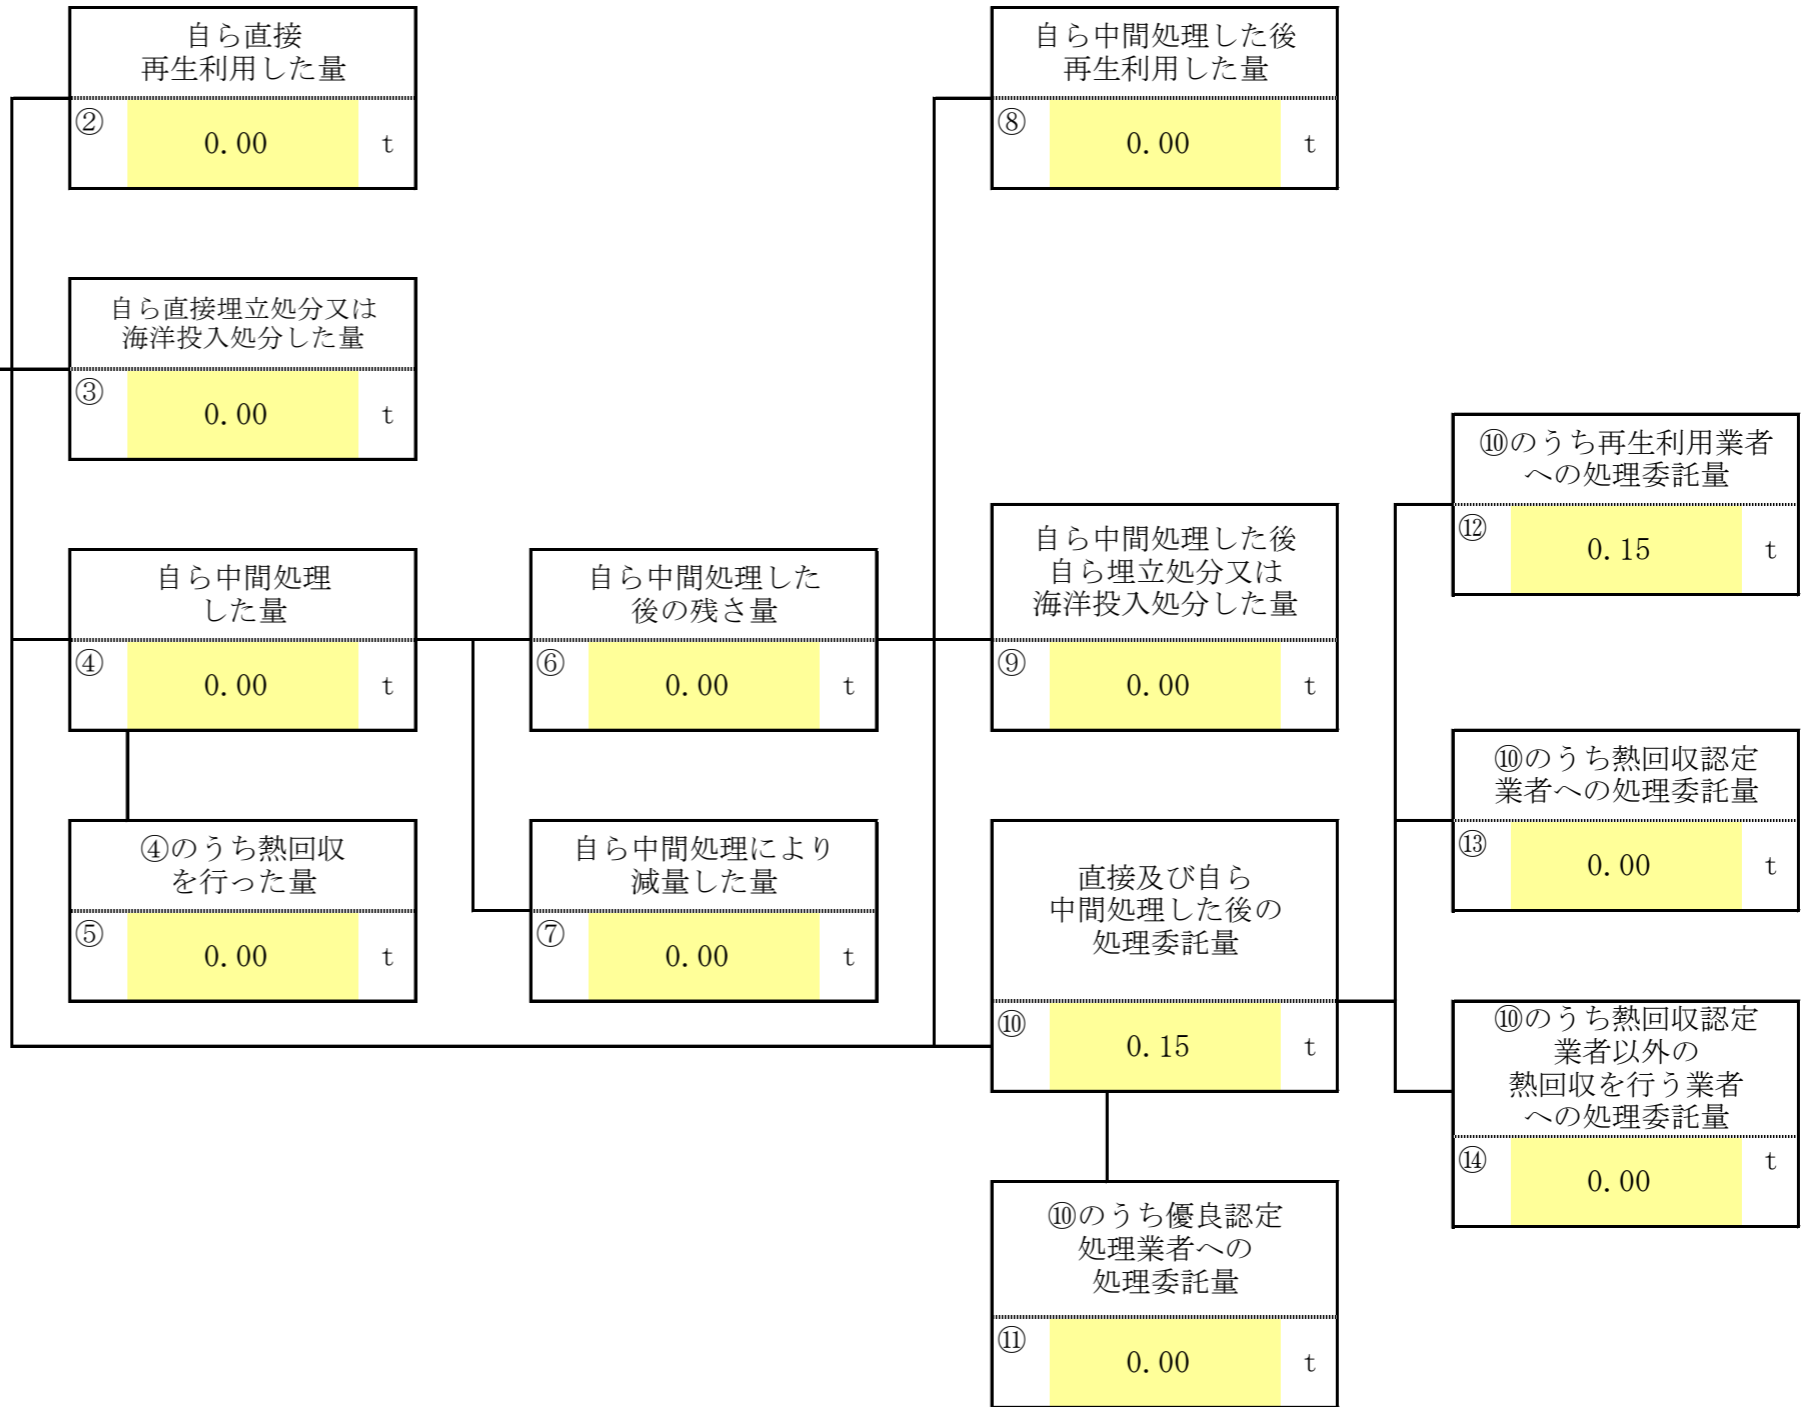 自ら直接
再生利用した量
② 0.00 t
自ら直接埋立処分又は
海洋投入処分した量
③ 0.00 t
自ら中間処理
した量
④ 0.00 t
④のうち熱回収
を行った量
⑤ 0.00 t
自ら中間処理した
後の残さ量
⑥ 0.00 t
自ら中間処理により
減量した量
⑦ 0.00 t
自ら中間処理した後
再生利用した量
⑧ 0.00 t
自ら中間処理した後
自ら埋立処分又は
海洋投入処分した量
⑨ 0.00 t
直接及び自ら
中間処理した後の
処理委託量
⑩ 0.15 t
⑩のうち優良認定
処理業者への
処理委託量
⑪ 0.00 t
⑩のうち再生利用業者
への処理委託量
⑫ 0.15 t
⑩のうち熱回収認定
業者への処理委託量
⑬ 0.00 t
⑩のうち熱回収認定
業者以外の
熱回収を行う業者
への処理委託量
⑭ 0.00 t